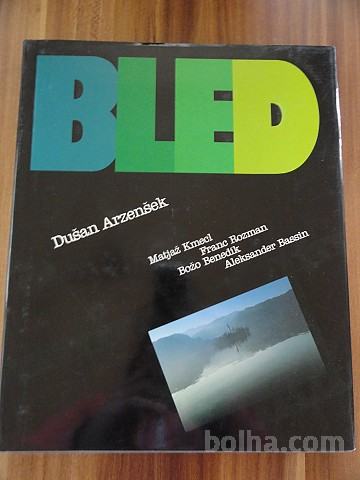 BLED
Dušan Arzenšek
Matjaž Kmecl
Franc Rozman
Božo Benedik
Aleksander Bassin
bolha.com